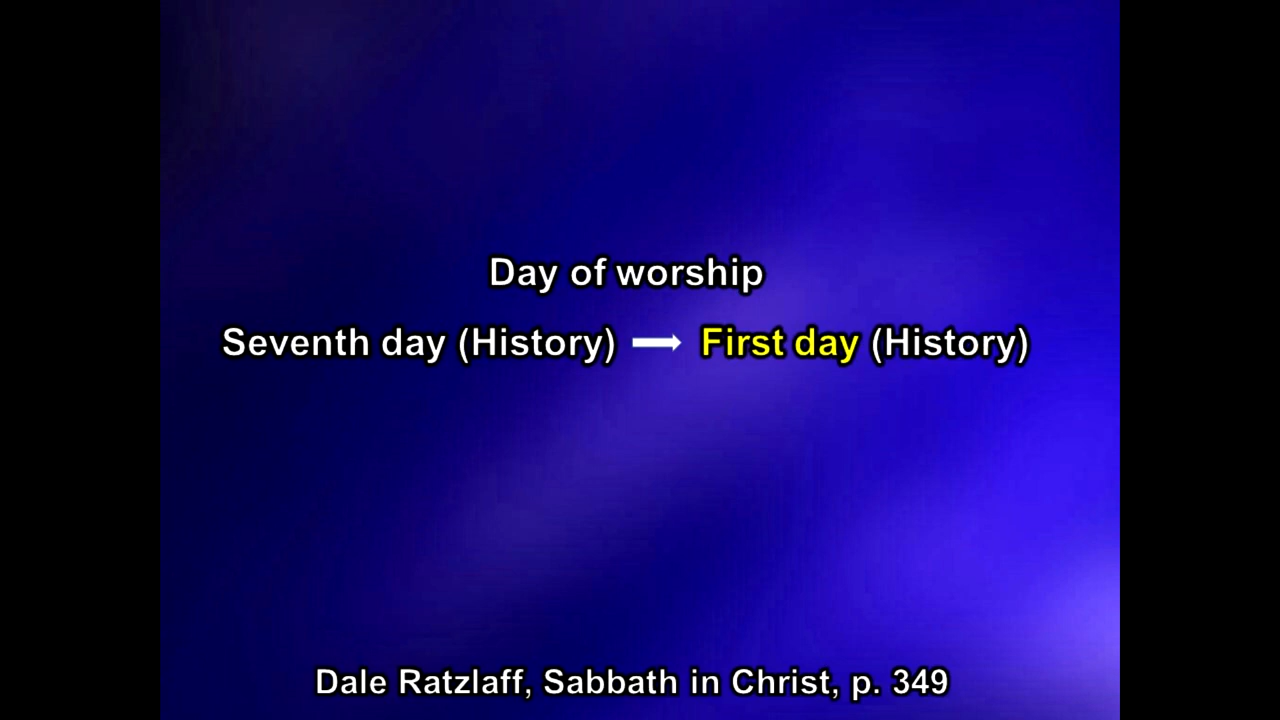 Day of worship
Seventh day (History) → First day (History)
Dale Ratzlaff, Sabbath in Christ, p. 349